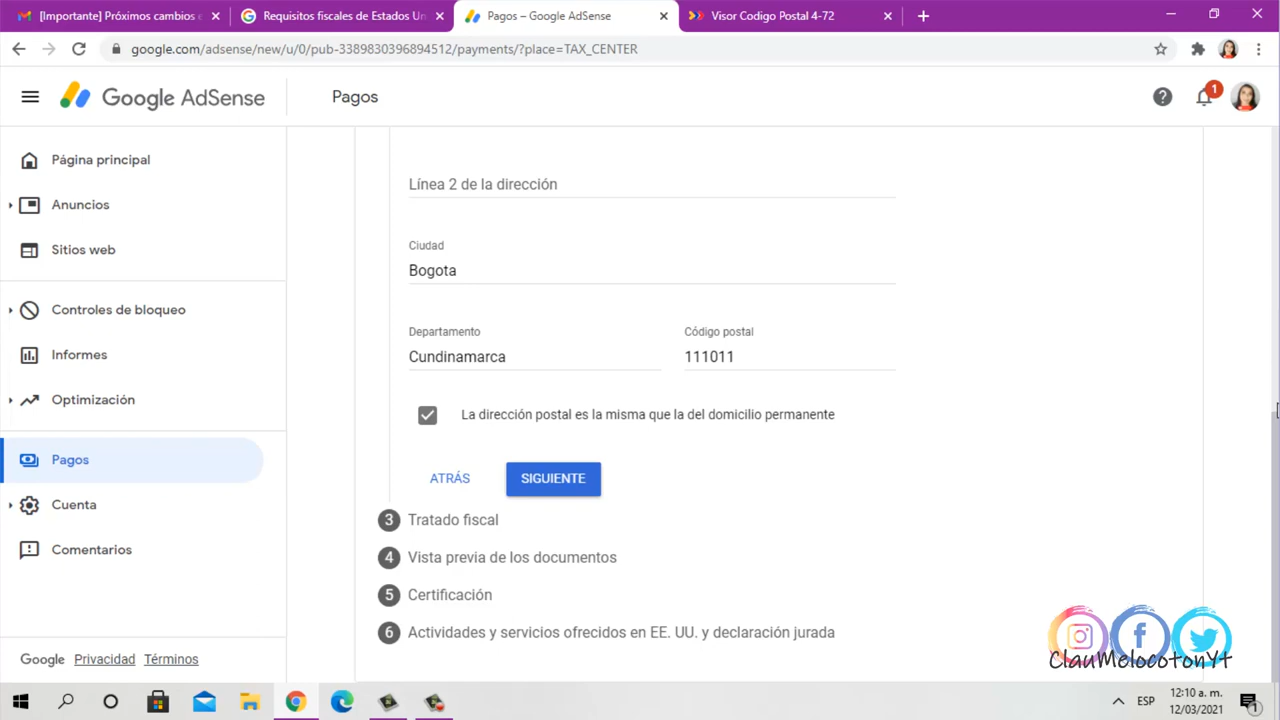 [Importante] Próximos cambios e
Requisitos fiscales de Estados Un
Pagos – Google AdSense
Visor Codigo Postal 4-72
google.com/adsense/new/u/0/pub-3389830396894512/payments/?place=TAX_CENTER
Google AdSense
Pagos
1
Página principal
Anuncios
Sitios web
Controles de bloqueo
Informes
Optimización
Pagos
Cuenta
Comentarios
Google Privacidad Términos
Línea 2 de la dirección
Ciudad
Bogota
Departamento
Código postal
Cundinamarca
111011
La dirección postal es la misma que la del domicilio permanente
ATRÁS
SIGUIENTE
3 Tratado fiscal
4 Vista previa de los documentos
5 Certificación
6 Actividades y servicios ofrecidos en EE. UU. y declaración jurada
ClauMelocotonYt
ESP
12:10 a. m.
12/03/2021
1